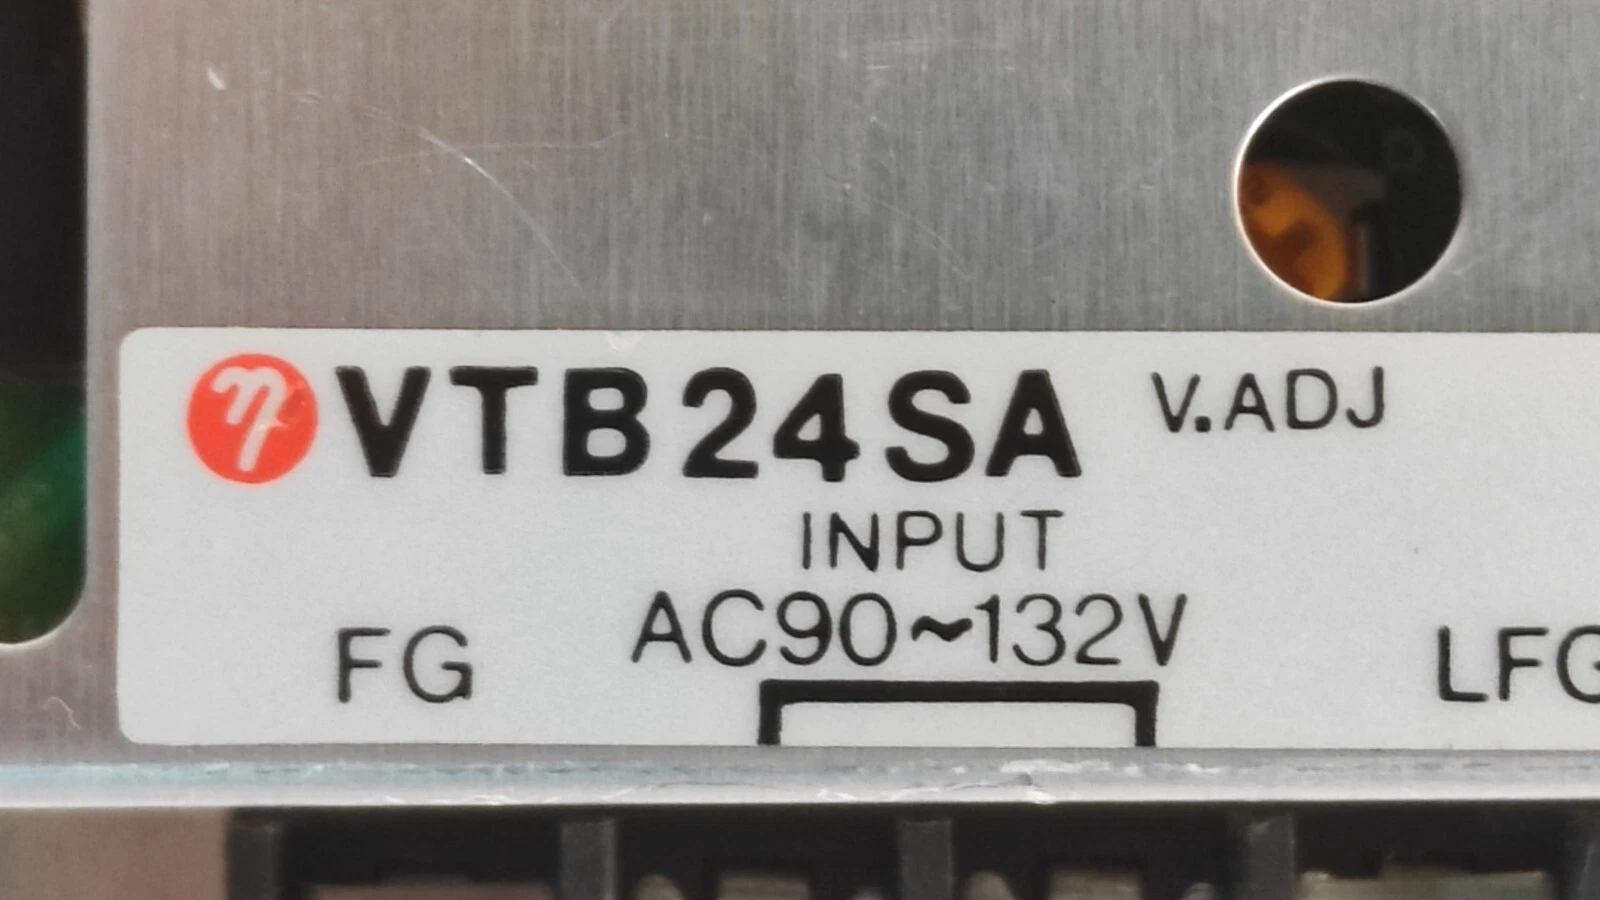 η VTB24SA V.ADJ
INPUT
AC90~132V
FG LFG